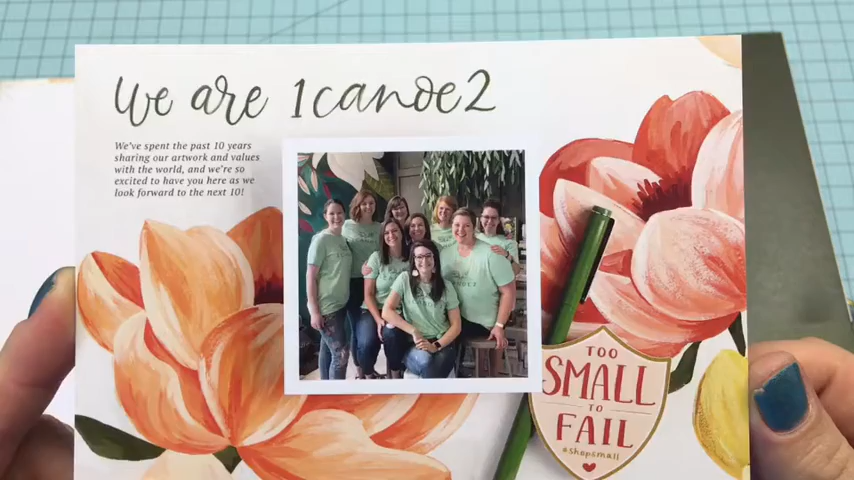 We are 1canoe2
We've spent the past 10 years
sharing our artwork and values
with the world, and we're so
excited to have you here as we
look forward to the next 10!
TOO
SMALL
TO
FAIL
#shopsmall